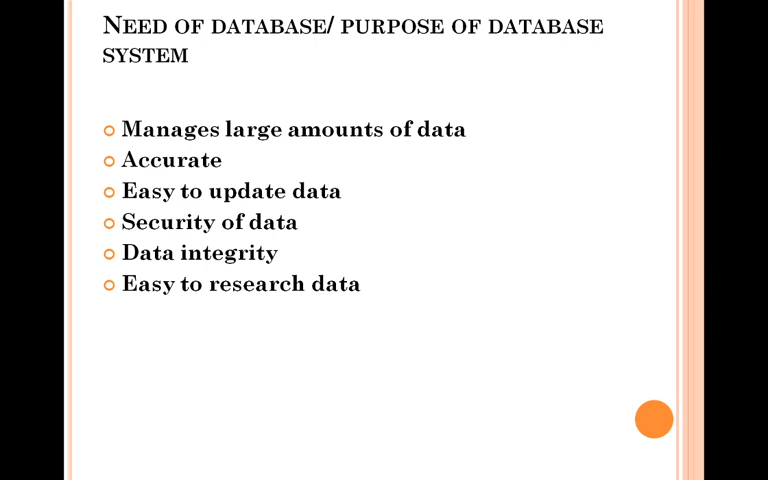 NEED OF DATABASE/ PURPOSE OF DATABASE
SYSTEM
Manages large amounts of data
Accurate
Easy to update data
Security of data
Data integrity
Easy to research data